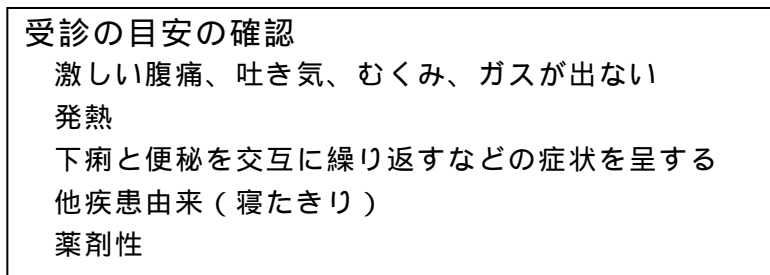 受診の目安の確認
激しい腹痛、吐き気、むくみ、ガスが出ない
発熱
下痢と便秘を交互に繰り返すなどの症状を呈する
他疾患由来(寝たきり)
薬剤性